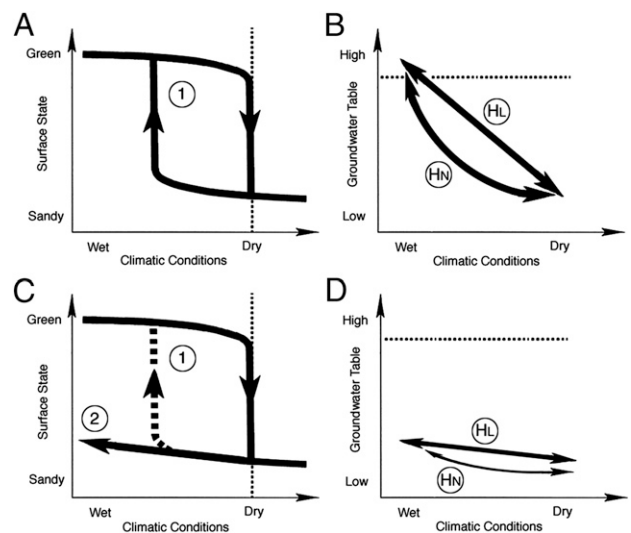 A
Green
Surface State
1
Sandy
Wet
Dry
Climatic Conditions
B
High
Groundwater Table
HL
HN
Low
Wet
Dry
Climatic Conditions
C
Green
Surface State
1
2
Sandy
Wet
Dry
Climatic Conditions
D
High
Groundwater Table
HL
HN
Low
Wet
Dry
Climatic Conditions